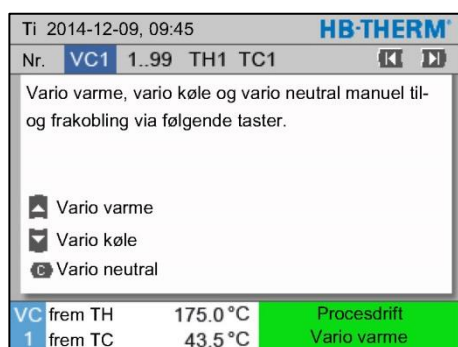 Ti 2014-12-09, 09:45 HB-THERM®
Nr. VC1 1..99 TH1 TC1
Vario varme, vario køle og vario neutral manuel til-
og frakobling via følgende taster.
Vario varme
Vario køle
C Vario neutral
VC frem TH 175.0 °C Procesdrift
1 frem TC 43.5 °C Vario varme